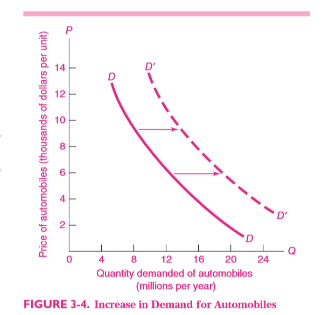 P
Price of automobiles (thousands of dollars per unit)
14
12
10
8
6
4
2
D
D'
D'
D
0 4 8 12 16 20 24
Q
Quantity demanded of automobiles
(millions per year)
FIGURE 3-4. Increase in Demand for Automobiles